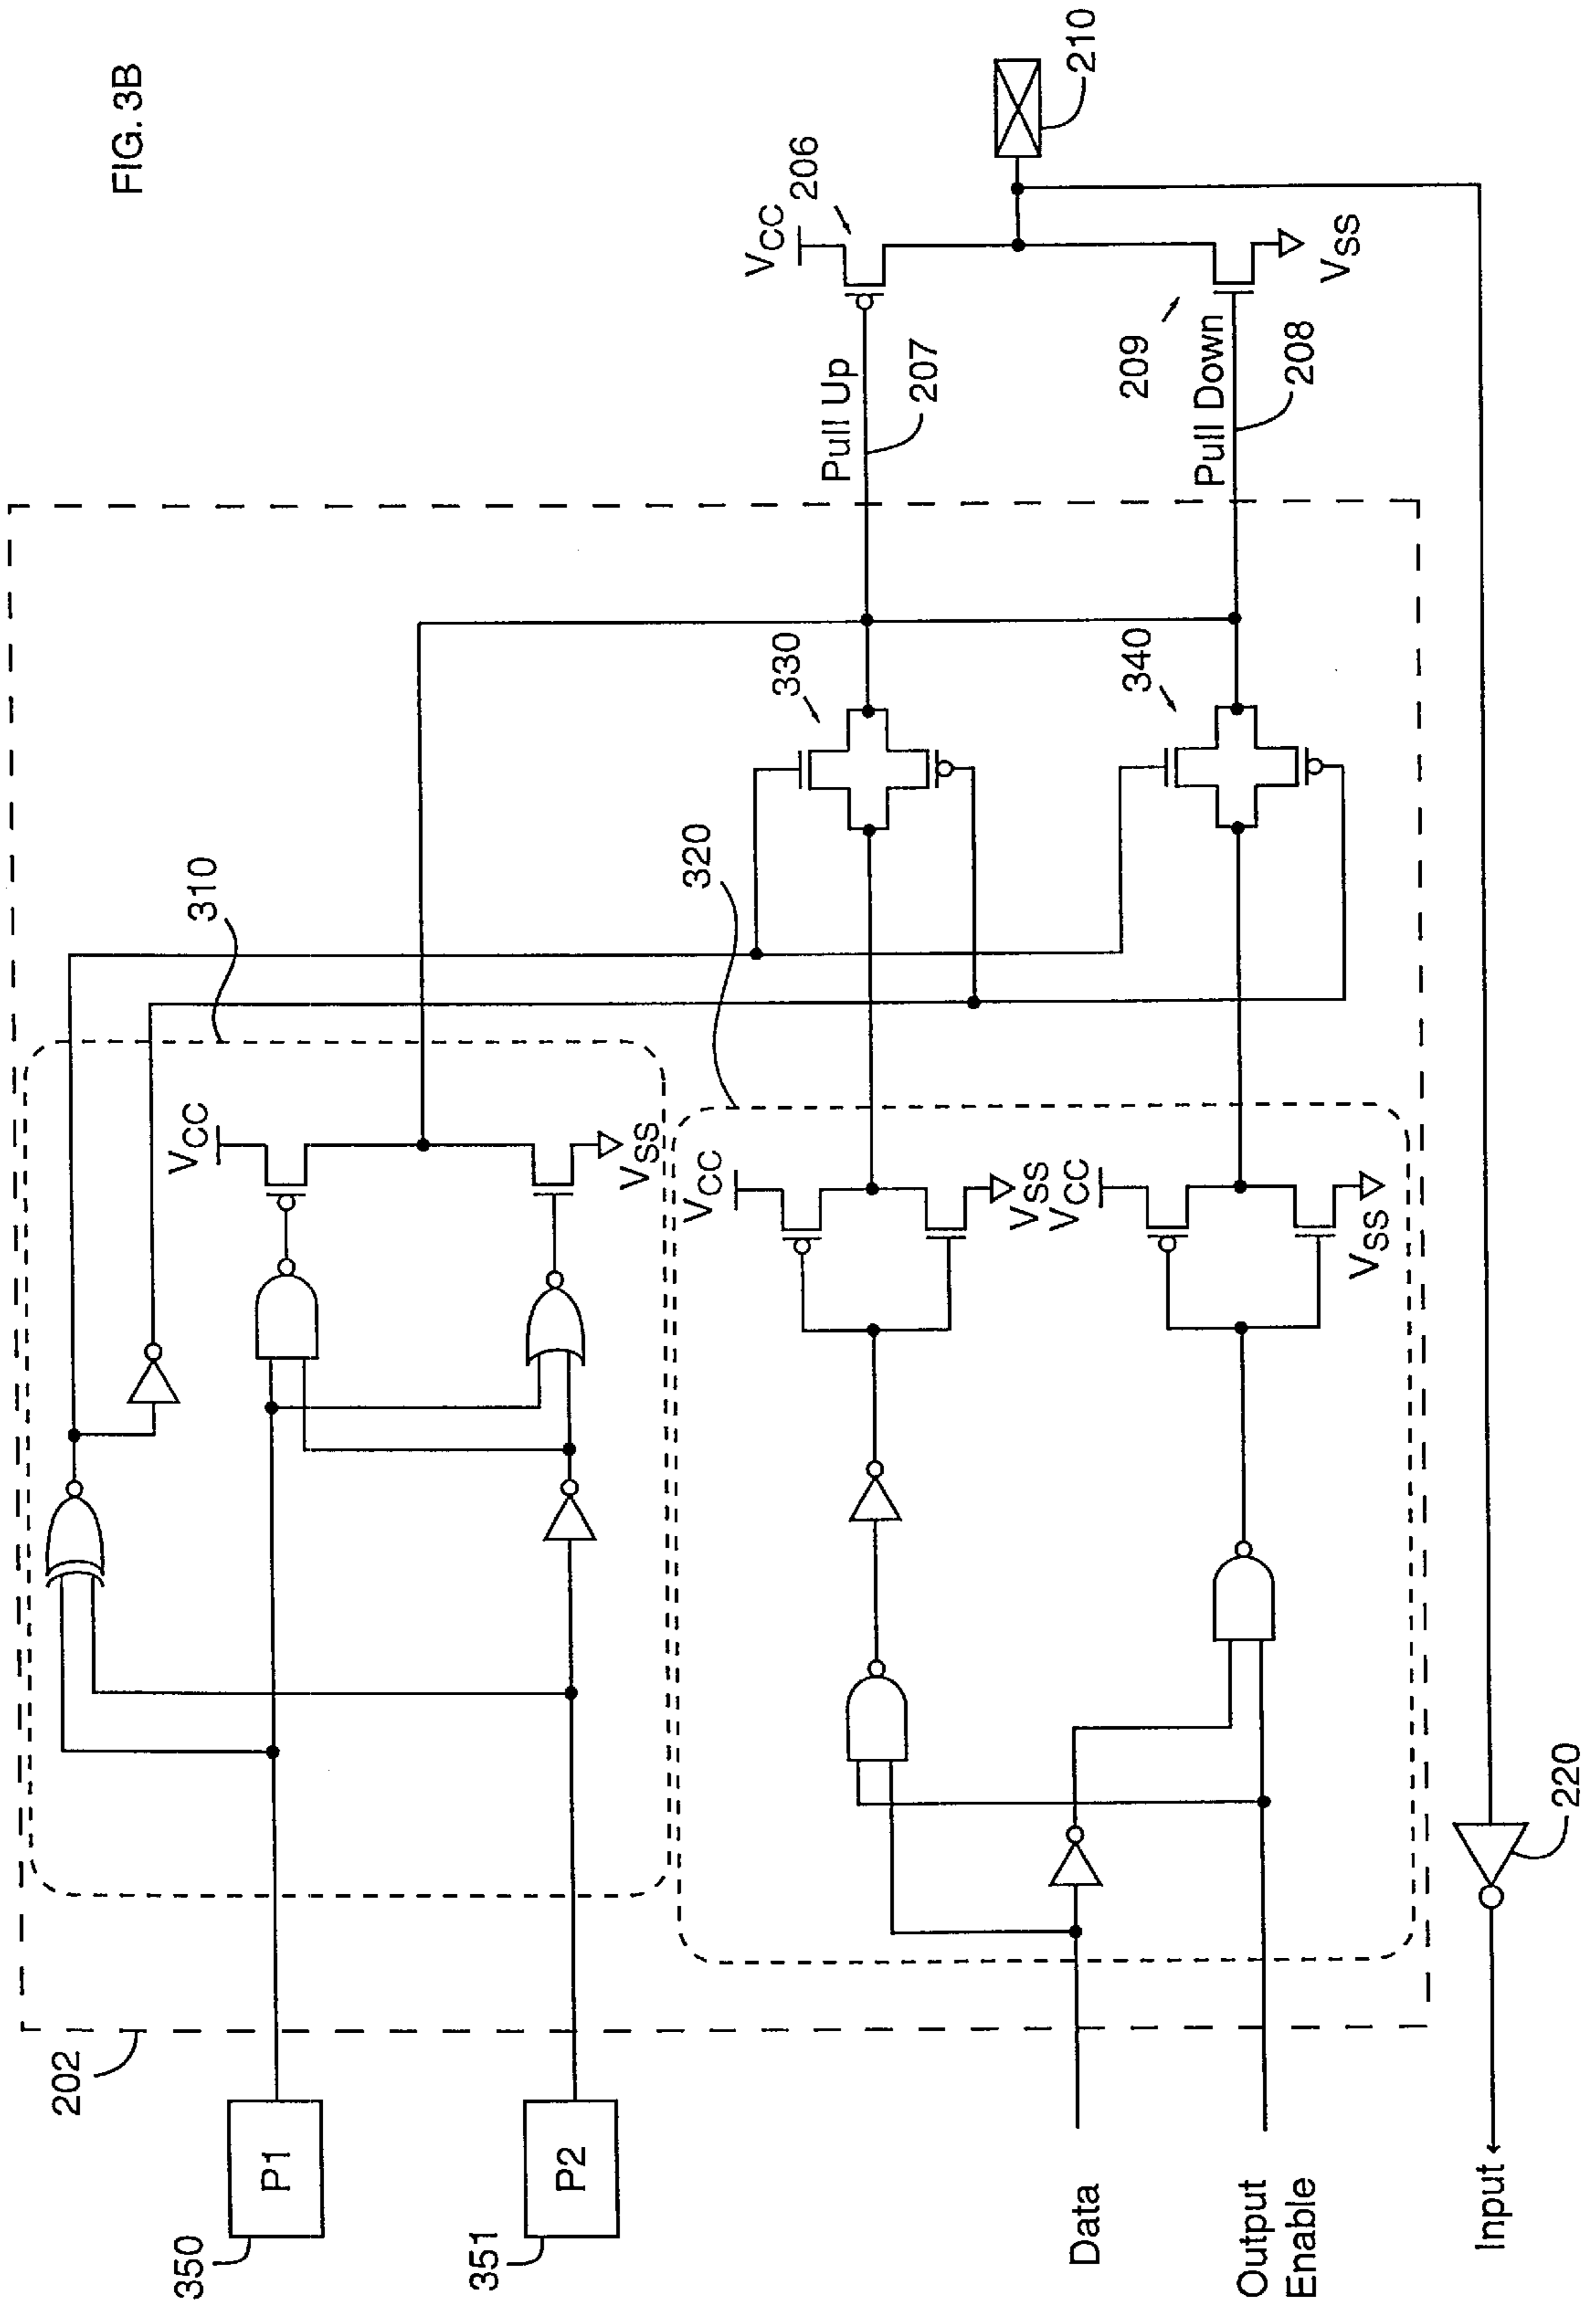 FIG. 3B
202
310
350
P1
VCC
VSS
351
P2
320
330
VCC
VSS
Pull Up
207
VCC
206
210
340
VCC
VSS
Pull Down
208
209
VSS
Data
Output
Enable
Input
220